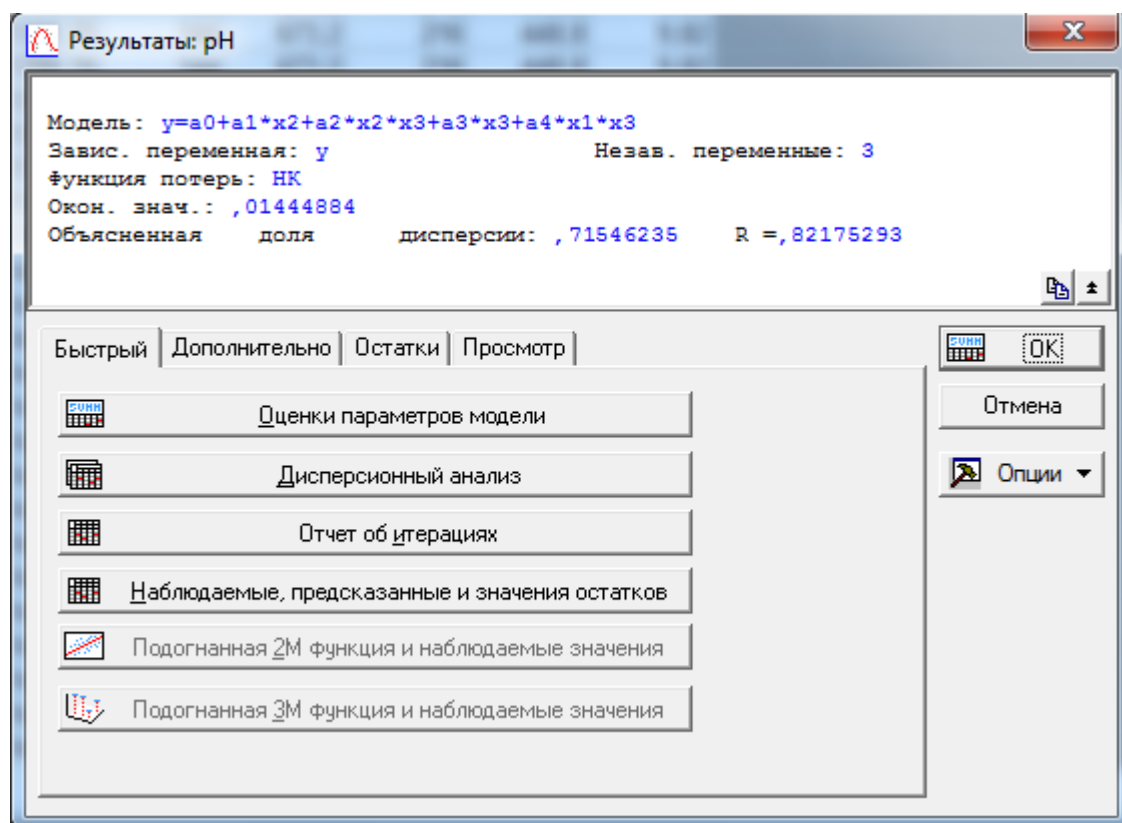 Результаты: pH
Модель: y=a0+a1*x2+a2*x2*x3+a3*x3+a4*x1*x3
Завис. переменная: y Незав. переменные: 3
Функция потерь: НК
Окон. знач.: ,01444884
Объясненная доля дисперсии: ,71546235 R =,82175293
Быстрый Дополнительно Остатки Просмотр
OK
Оценки параметров модели
Отмена
Дисперсионный анализ
Опции
Отчет об итерациях
Наблюдаемые, предсказанные и значения остатков
Подогнанная 2М функция и наблюдаемые значения
Подогнанная 3М функция и наблюдаемые значения